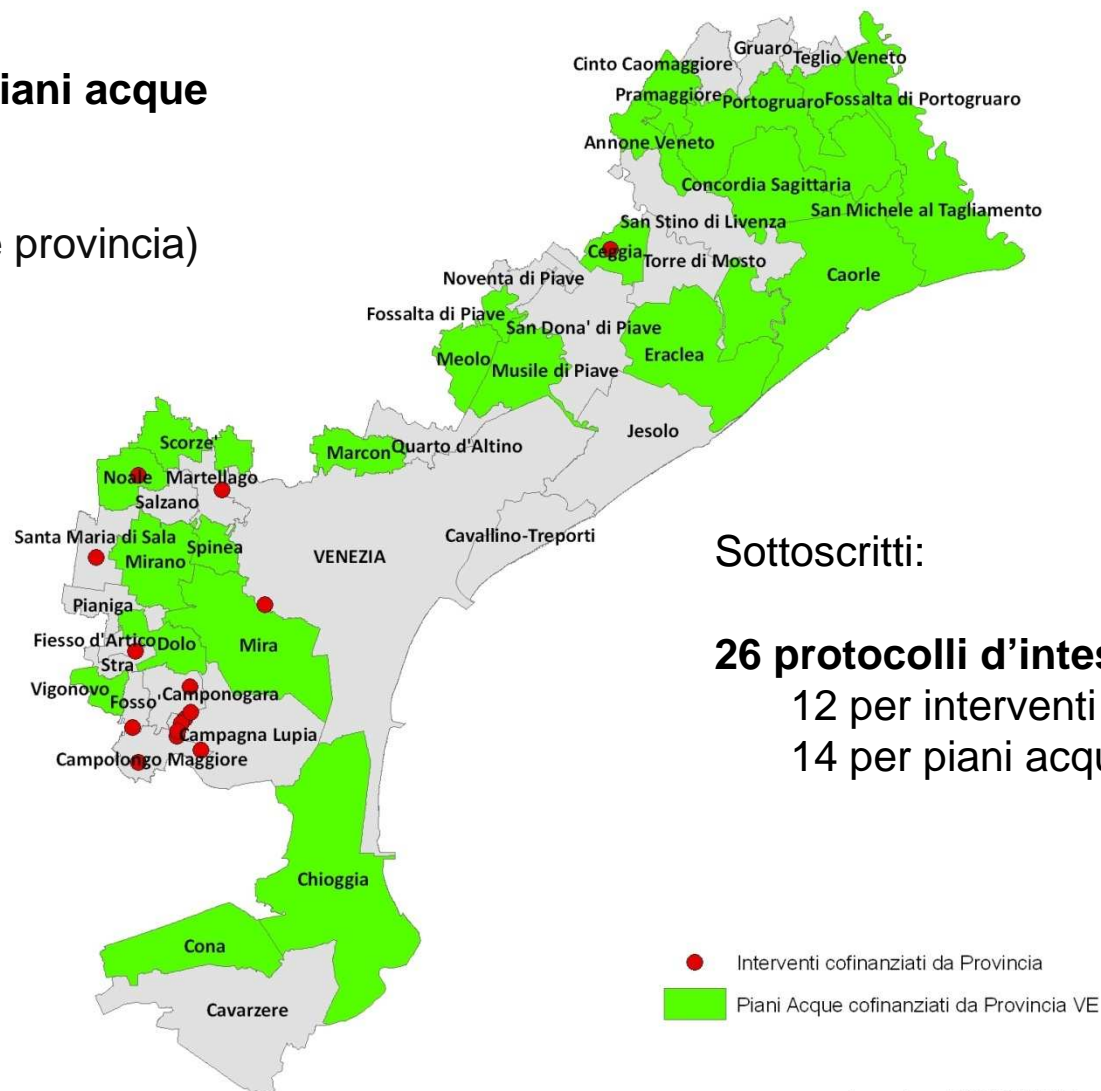 iani acque
provincia)
Gruaro
Cinto Caomaggiore
Teglio Veneto
Pramaggiore
Portogruaro
Fossalta di Portogruaro
Annone Veneto
Concordia Sagittaria
San Michele al Tagliamento
San Stino di Livenza
Ceggia
Torre di Mosto
Caorle
Noventa di Piave
Fossalta di Piave
San Dona' di Piave
Eraclea
Meolo
Musile di Piave
Jesolo
Scorze'
Marcon
Quarto d'Altino
Noale
Martellago
Salzano
Cavallino-Treporti
Santa Maria di Sala
Spinea
Mirano
VENEZIA
Pianiga
Fiesso d'Artico
Dolo
Mira
Stra
Vigonovo
Fosso'
Camponogara
Campagna Lupia
Campolongo Maggiore
Chioggia
Cona
Cavarzere
Sottoscritti:
26 protocolli d’intes
12 per interventi
14 per piani acqu
Interventi cofinanziati da Provincia
Piani Acque cofinanziati da Provincia VE